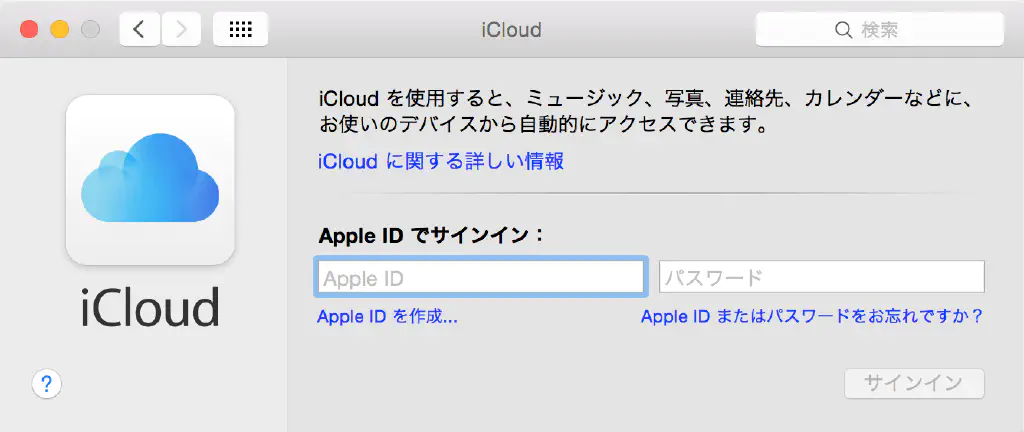 iCloud
検索
iCloud を使用すると、ミュージック、写真、連絡先、カレンダーなどに、
お使いのデバイスから自動的にアクセスできます。
iCloud に関する詳しい情報
iCloud
Apple ID でサインイン：
Apple ID
パスワード
Apple ID を作成...
Apple ID またはパスワードをお忘れですか？
?
サインイン